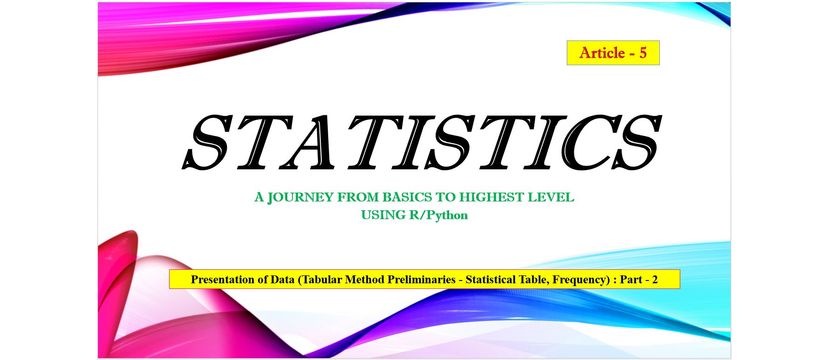 Article - 5
STATISTICS
A JOURNEY FROM BASICS TO HIGHEST LEVEL
USING R/Python
Presentation of Data (Tabular Method Preliminaries - Statistical Table, Frequency) : Part - 2